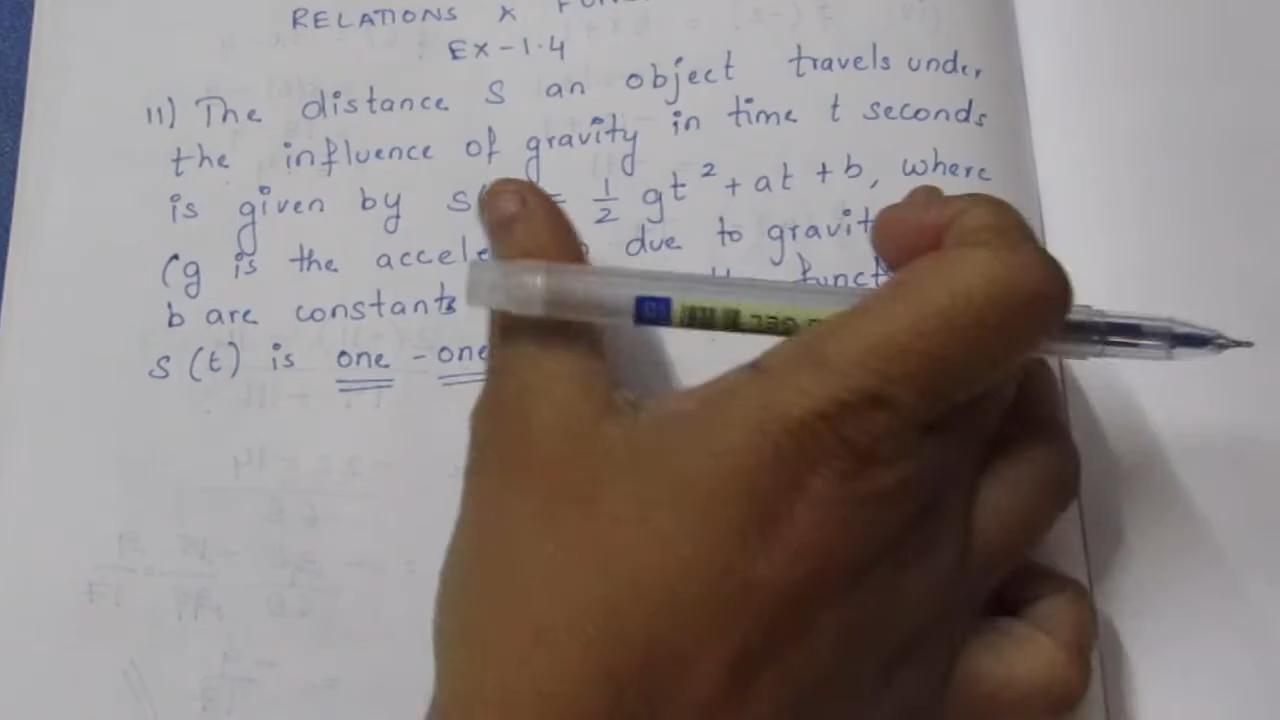 RELATIONS X
EX-1.4
11) The distance S an object travels under
the influence of gravity in time t seconds
is given by s = 1/2 gt² + at + b, where
(g is the due to
b are constants
s(t) is one - one